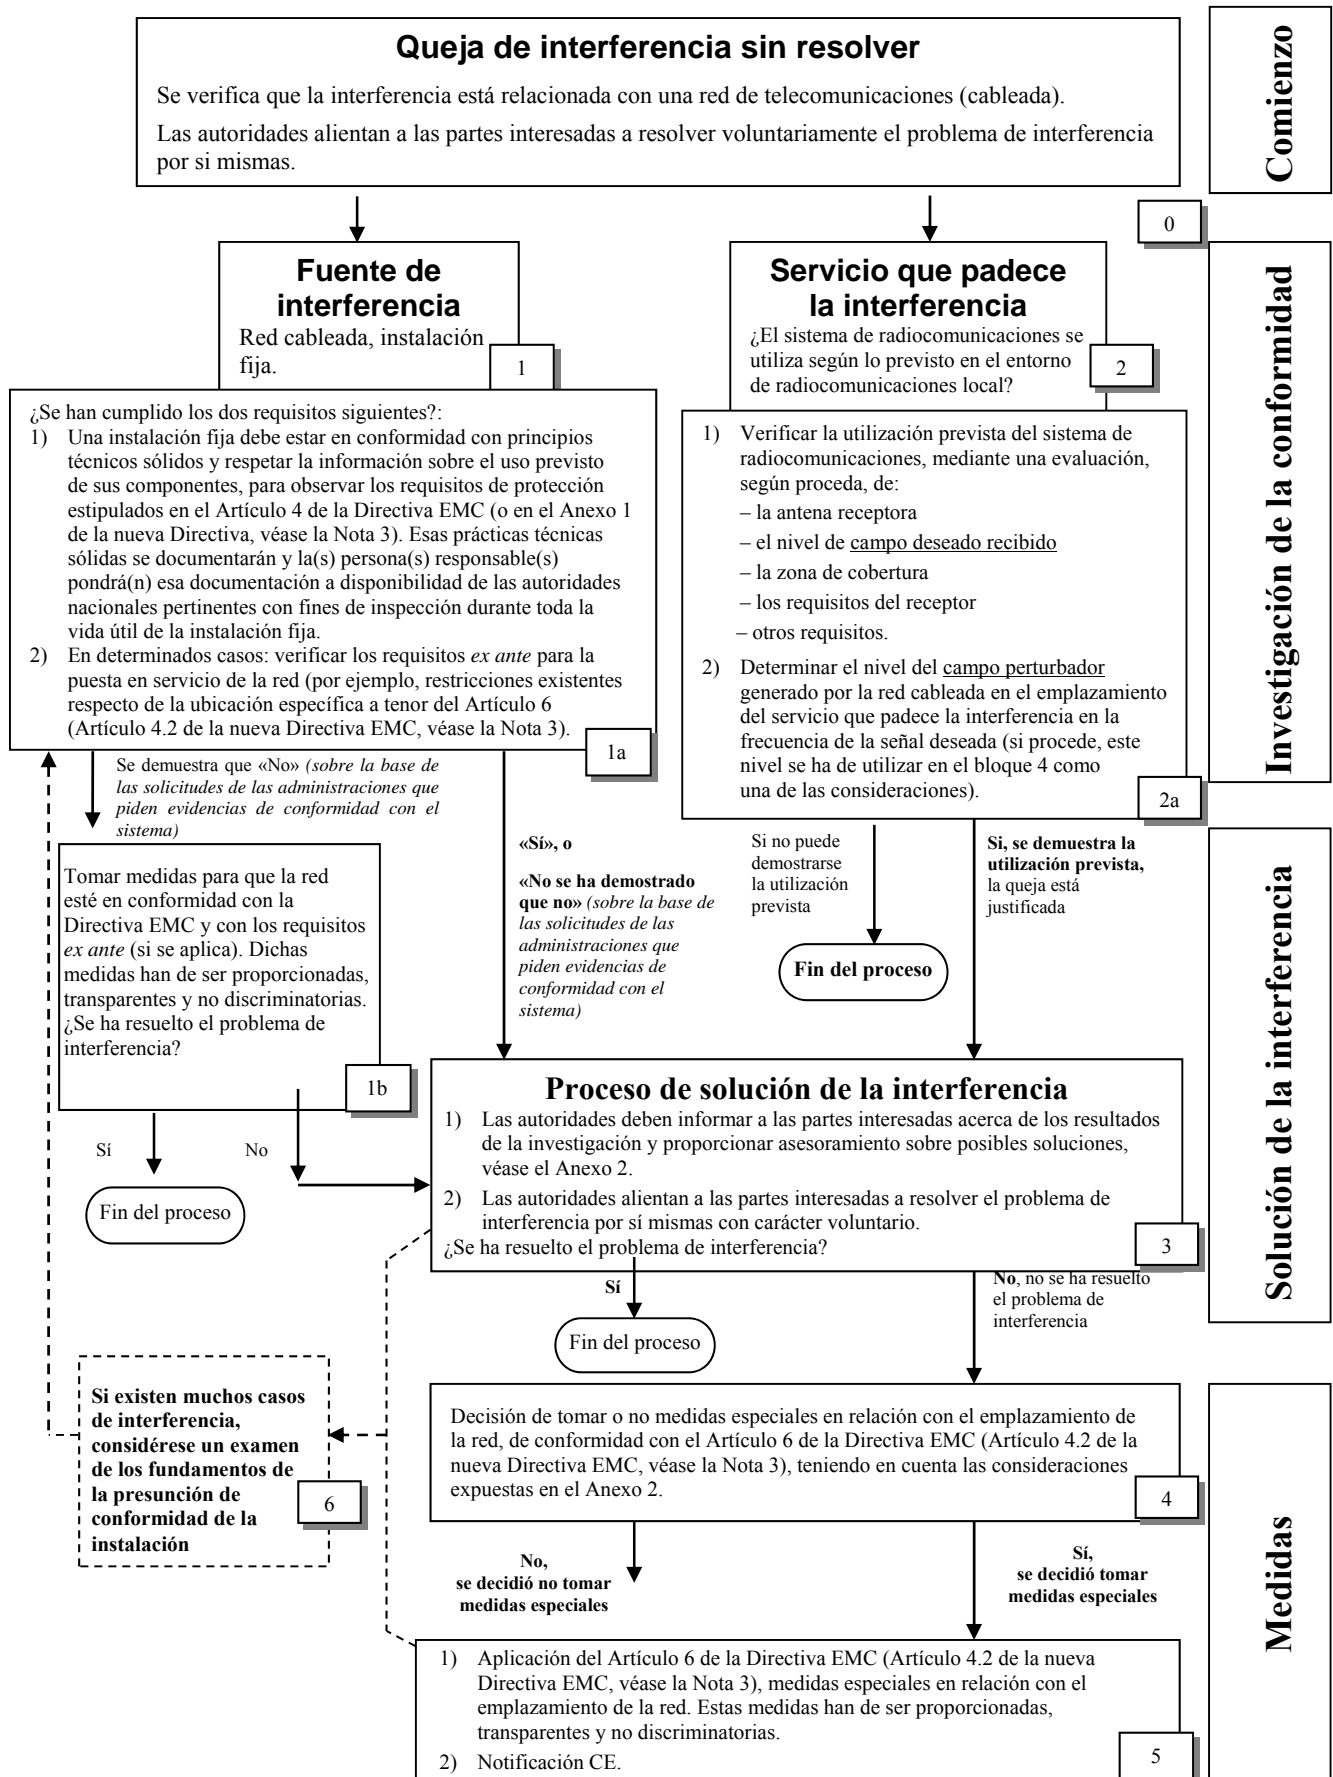 Queja de interferencia sin resolver
Se verifica que la interferencia está relacionada con una red de telecomunicaciones (cableada).
Las autoridades alientan a las partes interesadas a resolver voluntariamente el problema de interferencia
por si mismas.
Comienzo
0
Fuente de
interferencia
Red cableada, instalación
fija.
1
Servicio que padece
la interferencia
¿El sistema de radiocomunicaciones se
utiliza según lo previsto en el entorno
de radiocomunicaciones local?
2
Investigación de la conformidad
¿Se han cumplido los dos requisitos siguientes?:
1) Una instalación fija debe estar en conformidad con principios
técnicos sólidos y respetar la información sobre el uso previsto
de sus componentes, para observar los requisitos de protección
estipulados en el Artículo 4 de la Directiva EMC (o en el Anexo 1
de la nueva Directiva, véase la Nota 3). Esas prácticas técnicas
sólidas se documentarán y la(s) persona(s) responsable(s)
pondrá(n) esa documentación a disponibilidad de las autoridades
nacionales pertinentes con fines de inspección durante toda la
vida útil de la instalación fija.
2) En determinados casos: verificar los requisitos ex ante para la
puesta en servicio de la red (por ejemplo, restricciones existentes
respecto de la ubicación específica a tenor del Artículo 6
(Artículo 4.2 de la nueva Directiva EMC, véase la Nota 3).
1a
1) Verificar la utilización prevista del sistema de
radiocomunicaciones, mediante una evaluación,
según proceda, de:
– la antena receptora
– el nivel de campo deseado recibido
– la zona de cobertura
– los requisitos del receptor
– otros requisitos.
2) Determinar el nivel del campo perturbador
generado por la red cableada en el emplazamiento
del servicio que padece la interferencia en la
frecuencia de la señal deseada (si procede, este
nivel se ha de utilizar en el bloque 4 como
una de las consideraciones).
2a
Se demuestra que «No» (sobre la base de
las solicitudes de las administraciones que
piden evidencias de conformidad con el
sistema)
«Sí», o
«No se ha demostrado
que no» (sobre la base de
las solicitudes de las
administraciones que
piden evidencias de
conformidad con el
sistema)
Si no puede
demostrarse
la utilización
prevista
Fin del proceso
Si, se demuestra la
utilización prevista,
la queja está
justificada
Solución de la interferencia
Tomar medidas para que la red
esté en conformidad con la
Directiva EMC y con los requisitos
ex ante (si se aplica). Dichas
medidas han de ser proporcionadas,
transparentes y no discriminatorias.
¿Se ha resuelto el problema de
interferencia?
1b
Sí
No
Fin del proceso
Proceso de solución de la interferencia
1) Las autoridades deben informar a las partes interesadas acerca de los resultados
de la investigación y proporcionar asesoramiento sobre posibles soluciones,
véase el Anexo 2.
2) Las autoridades alientan a las partes interesadas a resolver el problema de
interferencia por sí mismas con carácter voluntario.
¿Se ha resuelto el problema de interferencia?
3
Sí
Fin del proceso
No, no se ha resuelto
el problema de
interferencia
Si existen muchos casos
de interferencia,
considérese un examen
de los fundamentos de
la presunción de
conformidad de la
instalación
6
Decisión de tomar o no medidas especiales en relación con el emplazamiento de
la red, de conformidad con el Artículo 6 de la Directiva EMC (Artículo 4.2 de la
nueva Directiva EMC, véase la Nota 3), teniendo en cuenta las consideraciones
expuestas en el Anexo 2.
4
Medidas
No,
se decidió no tomar
medidas especiales
Sí,
se decidió tomar
medidas especiales
1) Aplicación del Artículo 6 de la Directiva EMC (Artículo 4.2 de la nueva
Directiva EMC, véase la Nota 3), medidas especiales en relación con el
emplazamiento de la red. Estas medidas han de ser proporcionadas,
transparentes y no discriminatorias.
2) Notificación CE.
5